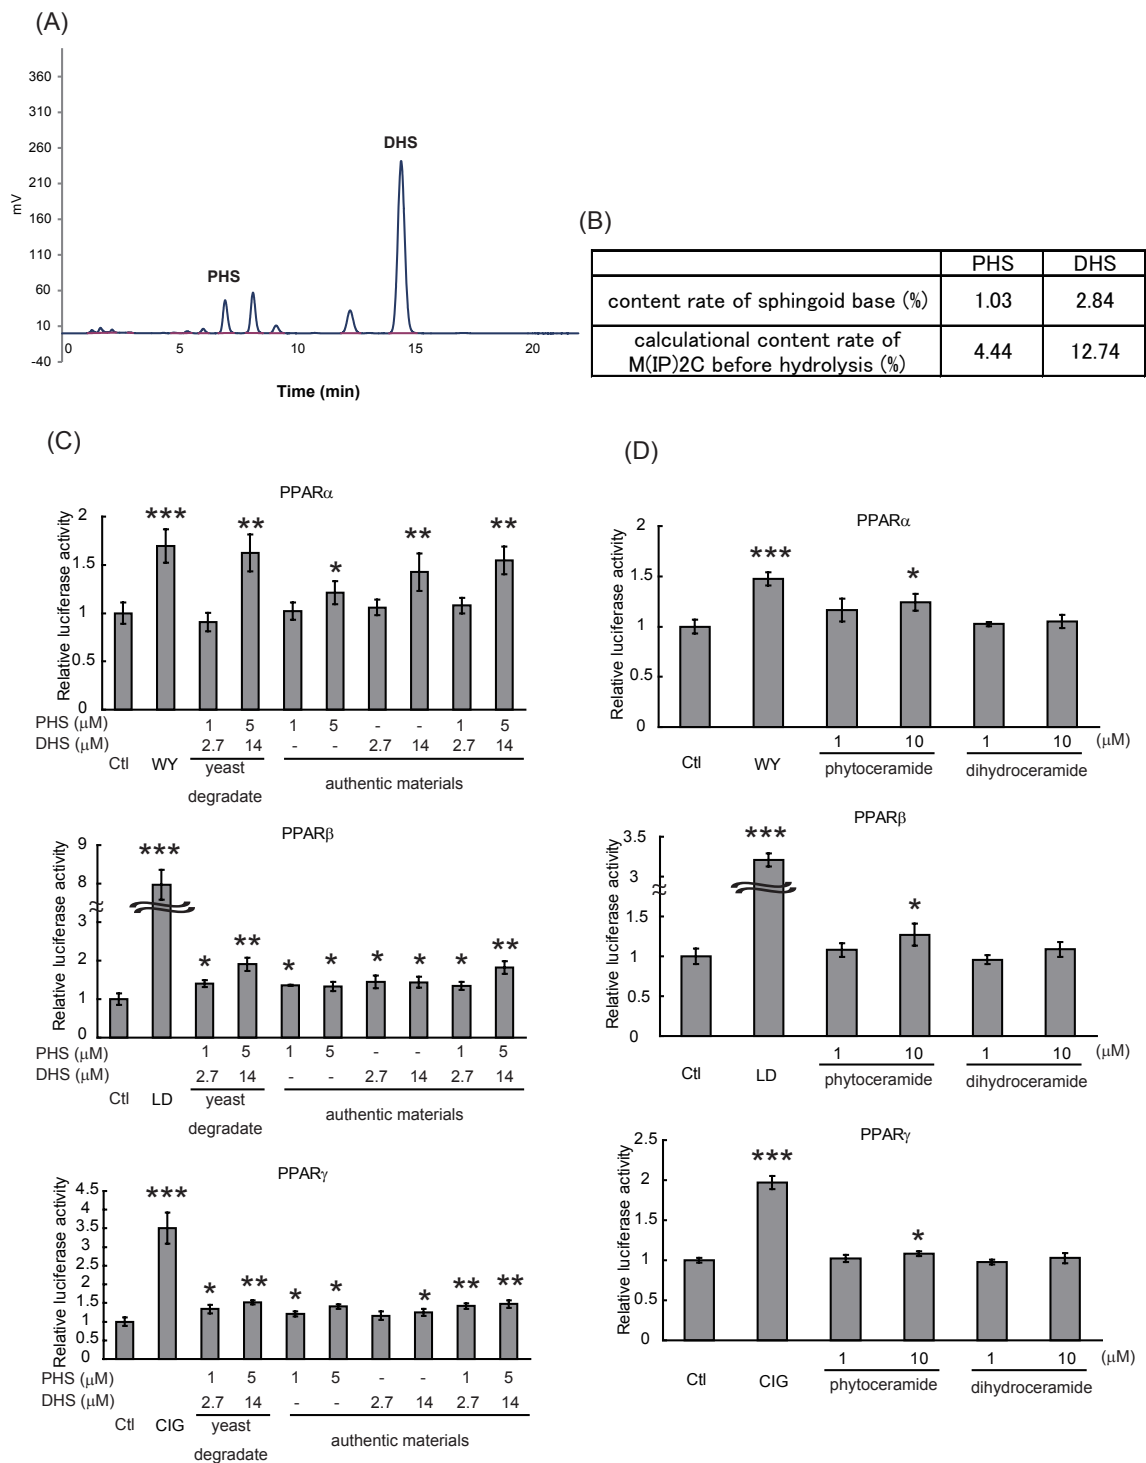 (A)
360
310
260
210
160
110
60
10
-40
mV
PHS
DHS
0 5 10 15 20
Time (min)
(B)
PHS DHS
content rate of sphingoid base (%) 1.03 2.84
calculational content rate of
M(IP)2C before hydrolysis (%) 4.44 12.74
(C)
PPARα
Relative luciferase activity
2
1.5
1
0.5
0
*** ** * ** **
PHS (μM) 1 5 1 5 - - 1 5
DHS (μM) 2.7 14 - - 2.7 14 2.7 14
Ctl WY yeast
degradate
authentic materials
PPARβ
Relative luciferase activity
9
8
3
2
1
0
*** * ** * * * * * **
PHS (μM) 1 5 1 5 - - 1 5
DHS (μM) 2.7 14 - - 2.7 14 2.7 14
Ctl LD yeast
degradate
authentic materials
PPARγ
Relative luciferase activity
4.5
4
3.5
3
2.5
2
1.5
1
0.5
0
*** * ** * * * ** **
PHS (μM) 1 5 1 5 - - 1 5
DHS (μM) 2.7 14 - - 2.7 14 2.7 14
Ctl CIG yeast
degradate
authentic materials
(D)
PPARα
Relative luciferase activity
2
1.5
1
0.5
0
*** *
1 10 1 10 (μM)
Ctl WY phytoceramide dihydroceramide
PPARβ
Relative luciferase activity
3.5
3
1.5
1
0.5
0
*** *
1 10 1 10 (μM)
Ctl LD phytoceramide dihydroceramide
PPARγ
Relative luciferase activity
2.5
2
1.5
1
0.5
0
*** *
1 10 1 10 (μM)
Ctl CIG phytoceramide dihydroceramide